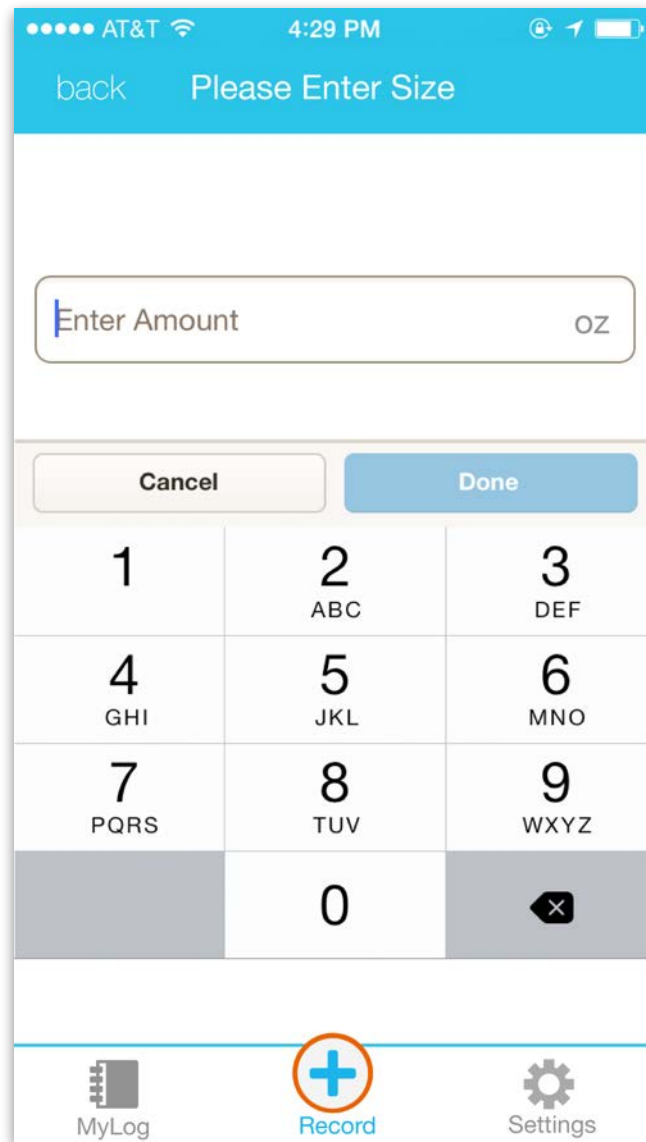 AT&T 4:29 PM
back Please Enter Size
Enter Amount oz
Cancel Done
1 2 3
ABC DEF
4 5 6
GHI JKL MNO
7 8 9
PQRS TUV WXYZ
0
MyLog Record Settings